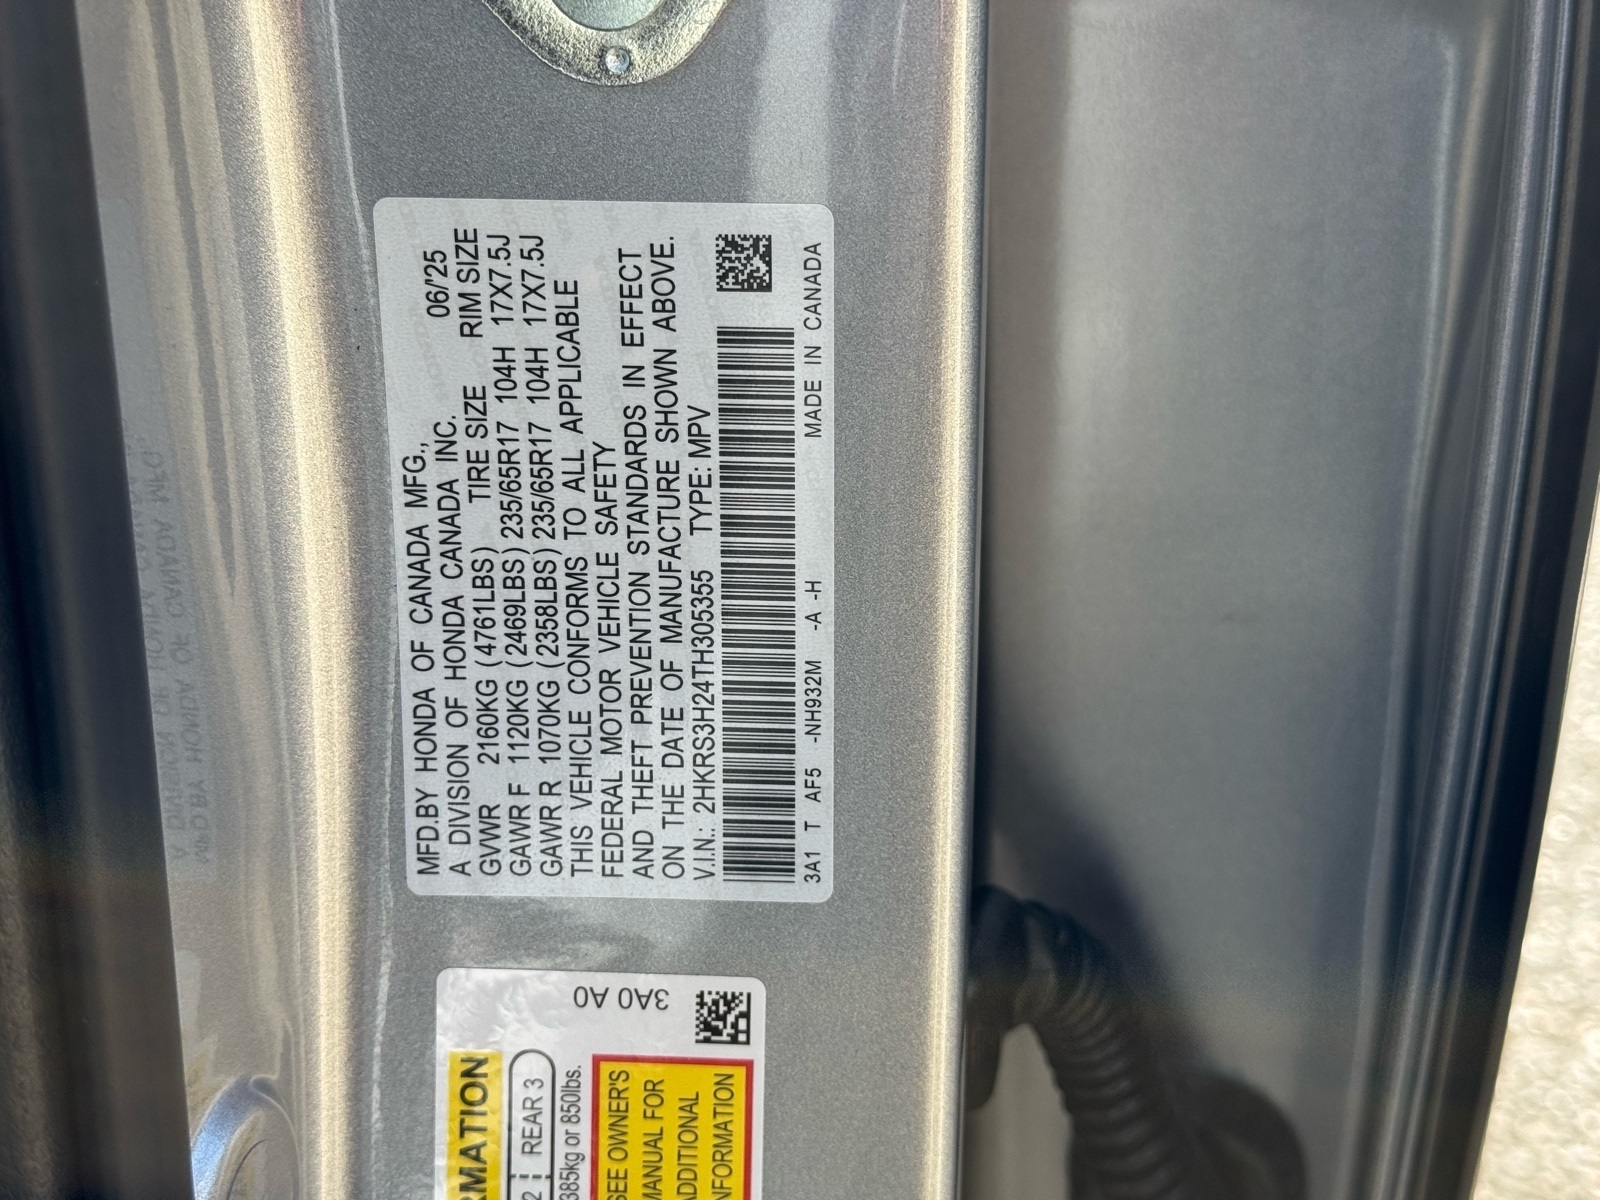 MFD.BY HONDA OF CANADA MFG.,
A DIVISION OF HONDA CANADA INC. 06/'25
GVWR 2160KG (4761LBS) TIRE SIZE RIM SIZE
GAWR F 1120KG (2469LBS) 235/65R17 104H 17X7.5J
GAWR R 1070KG (2358LBS) 235/65R17 104H 17X7.5J
THIS VEHICLE CONFORMS TO ALL APPLICABLE
FEDERAL MOTOR VEHICLE SAFETY
AND THEFT PREVENTION STANDARDS IN EFFECT
ON THE DATE OF MANUFACTURE SHOWN ABOVE.
V.I.N.: 2HKRS3H24TH305355 TYPE: MPV
3A1 T AF5 -NH932M -A -H MADE IN CANADA
RMATION
2 REAR 3
385kg or 850lbs.
SEE OWNER'S
MANUAL FOR
ADDITIONAL
NFORMATION
3A0 A0